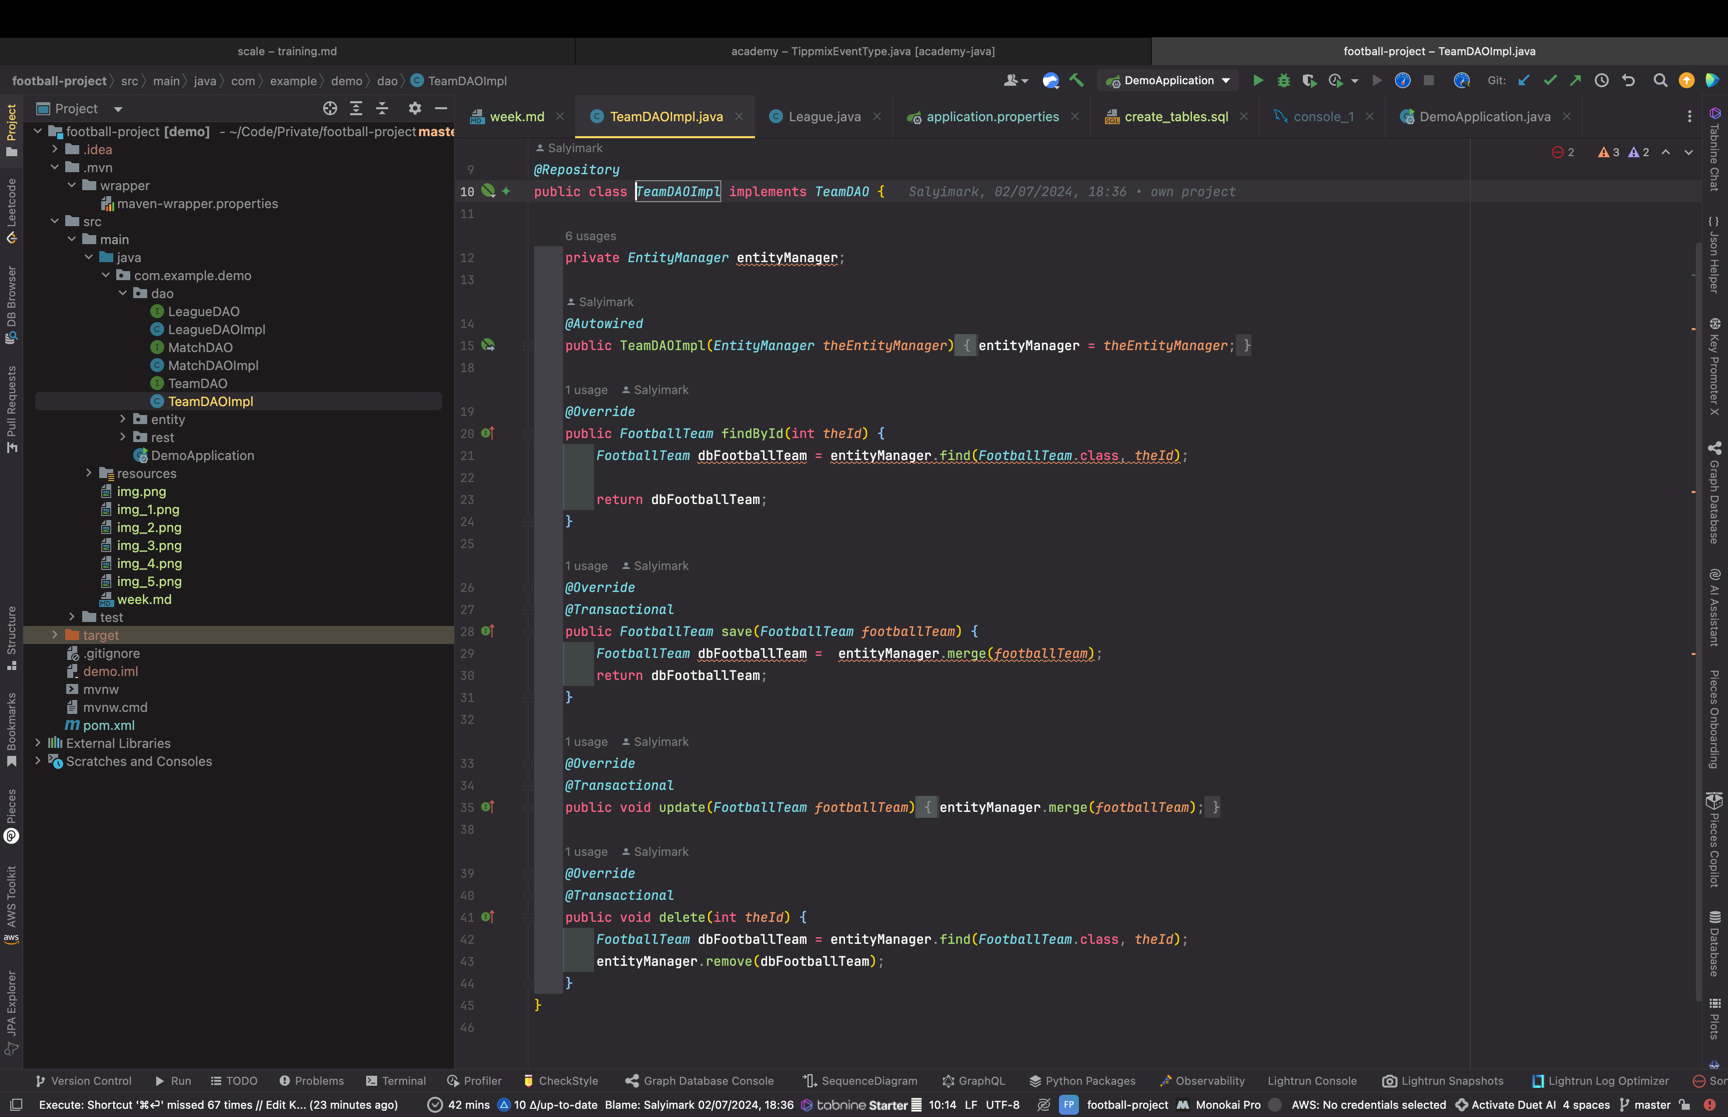 scale – training.md
academy – TippmixEventType.java [academy-java]
football-project – TeamDAOImpl.java
football-project src main java com example demo dao TeamDAOImpl
DemoApplication
Git:
Project
week.md
TeamDAOImpl.java
League.java
application.properties
create_tables.sql
console_1
DemoApplication.java
football-project [demo] - ~/Code/Private/football-project maste
.idea
.mvn
wrapper
maven-wrapper.properties
src
main
java
com.example.demo
dao
LeagueDAO
LeagueDAOImpl
MatchDAO
MatchDAOImpl
TeamDAO
TeamDAOImpl
entity
rest
DemoApplication
resources
img.png
img_1.png
img_2.png
img_3.png
img_4.png
img_5.png
week.md
test
target
.gitignore
demo.iml
mvnw
mvnw.cmd
pom.xml
External Libraries
Scratches and Consoles
Project
Leetcode
DB Browser
Pull Requests
Structure
Bookmarks
Pieces
AWS Toolkit
aws
JPA Explorer
2 3 2
Salyimark
9 @Repository
10 public class TeamDAOImpl implements TeamDAO { Salyimark, 02/07/2024, 18:36 • own project
11
6 usages
12 private EntityManager entityManager;
13
Salyimark
14 @Autowired
15 public TeamDAOImpl(EntityManager theEntityManager) { entityManager = theEntityManager; }
18
1 usage Salyimark
19 @Override
20 public FootballTeam findById(int theId) {
21 FootballTeam dbFootballTeam = entityManager.find(FootballTeam.class, theId);
22
23 return dbFootballTeam;
24 }
25
1 usage Salyimark
26 @Override
27 @Transactional
28 public FootballTeam save(FootballTeam footballTeam) {
29 FootballTeam dbFootballTeam = entityManager.merge(footballTeam);
30 return dbFootballTeam;
31 }
32
1 usage Salyimark
33 @Override
34 @Transactional
35 public void update(FootballTeam footballTeam) { entityManager.merge(footballTeam); }
38
1 usage Salyimark
39 @Override
40 @Transactional
41 public void delete(int theId) {
42 FootballTeam dbFootballTeam = entityManager.find(FootballTeam.class, theId);
43 entityManager.remove(dbFootballTeam);
44 }
45 }
46
Tabnine Chat
Json Helper
Key Promoter X
Graph Database
AI Assistant
Pieces Onboarding
Pieces Copilot
Database
Plots
Version Control Run TODO Problems Terminal Profiler CheckStyle Graph Database Console SequenceDiagram GraphQL Python Packages Observability Lightrun Console Lightrun Snapshots Lightrun Log Optimizer Son
Execute: Shortcut '⌘⏎' missed 67 times // Edit K... (23 minutes ago) 42 mins 10 Δ/up-to-date Blame: Salyimark 02/07/2024, 18:36 tabnine Starter 10:14 LF UTF-8 FP football-project Monokai Pro AWS: No credentials selected Activate Duet AI 4 spaces master